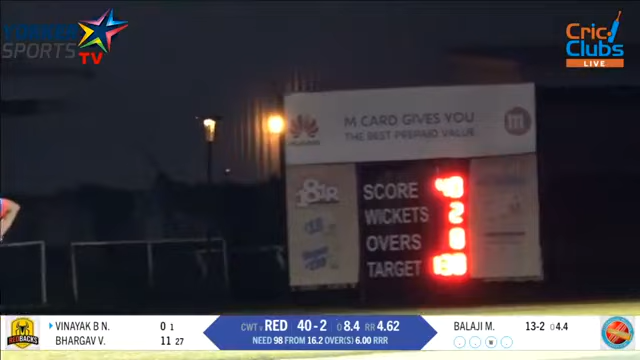 SPORTS
TV
Cric
Clubs
LIVE
HUAWEI
M CARD GIVES YOU
THE BEST PREPAID VALUE
m
SCORE
WICKETS 2
OVERS 8
TARGET
REDBACKS
VINAYAK B N. 0 1
BHARGAV V. 11 27
CWT v RED 40-2 O 8.4 RR 4.62
NEED 98 FROM 16.2 OVER(S) 6.00 RRR
BALAJI M. 13-2 O 4.4
W